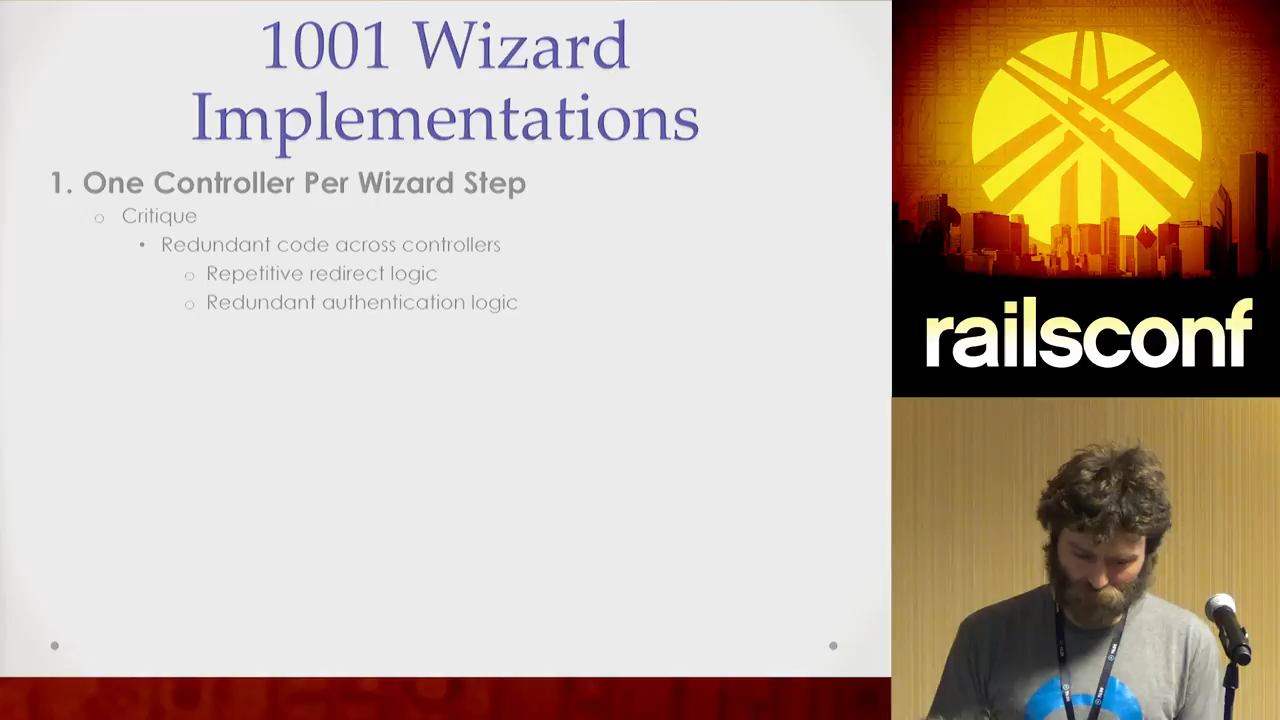 1001 Wizard
Implementations
1. One Controller Per Wizard Step
Critique
Redundant code across controllers
Repetitive redirect logic
Redundant authentication logic
railsconf